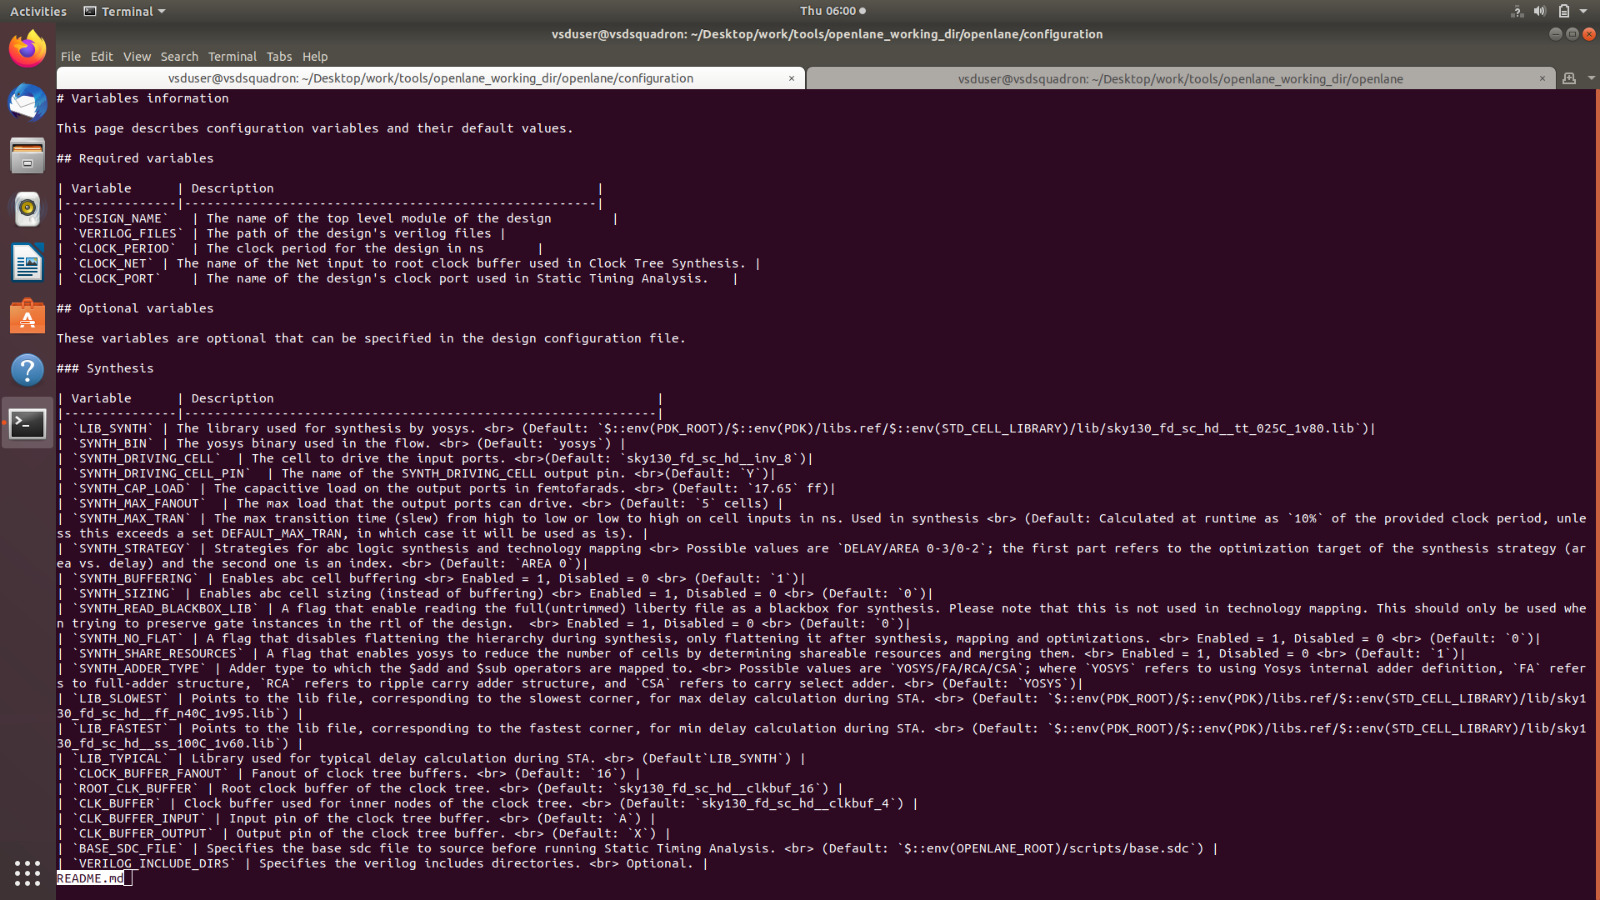 Activities   Terminal   Thu 06:00
vsduser@vsdsquadron: ~/Desktop/work/tools/openlane_working_dir/openlane/configuration
File Edit View Search Terminal Tabs Help
vsduser@vsdsquadron: ~/Desktop/work/tools/openlane_working_dir/openlane/configuration × vsduser@vsdsquadron: ~/Desktop/work/tools/openlane_working_dir/openlane ×
# Variables information
This page describes configuration variables and their default values.
## Required variables
| Variable      | Description                                           |
|---------------|-------------------------------------------------------|
| `DESIGN_NAME`   | The name of the top level module of the design        |
| `VERILOG_FILES` | The path of the design's verilog files |
| `CLOCK_PERIOD`  | The clock period for the design in ns       |
| `CLOCK_NET` | The name of the Net input to root clock buffer used in Clock Tree Synthesis. |
| `CLOCK_PORT`    | The name of the design's clock port used in Static Timing Analysis.   |
## Optional variables
These variables are optional that can be specified in the design configuration file.
### Synthesis
| Variable      | Description                                                   |
|---------------|---------------------------------------------------------------|
| `LIB_SYNTH` | The library used for synthesis by yosys. <br> (Default: `$::env(PDK_ROOT)/$::env(PDK)/libs.ref/$::env(STD_CELL_LIBRARY)/lib/sky130_fd_sc_hd__tt_025C_1v80.lib`)|
| `SYNTH_BIN` | The yosys binary used in the flow. <br> (Default: `yosys`) |
| `SYNTH_DRIVING_CELL`  | The cell to drive the input ports. <br>(Default: `sky130_fd_sc_hd__inv_8`)|
| `SYNTH_DRIVING_CELL_PIN`  | The name of the SYNTH_DRIVING_CELL output pin. <br>(Default: `Y`)|
| `SYNTH_CAP_LOAD` | The capacitive load on the output ports in femtofarads. <br> (Default: `17.65` ff)|
| `SYNTH_MAX_FANOUT`  | The max load that the output ports can drive. <br> (Default: `5` cells) |
| `SYNTH_MAX_TRAN` | The max transition time (slew) from high to low or low to high on cell inputs in ns. Used in synthesis <br> (Default: Calculated at runtime as `10%` of the provided clock period, unle
ss this exceeds a set DEFAULT_MAX_TRAN, in which case it will be used as is). |
| `SYNTH_STRATEGY` | Strategies for abc logic synthesis and technology mapping <br> Possible values are `DELAY/AREA 0-3/0-2`; the first part refers to the optimization target of the synthesis strategy (ar
ea vs. delay) and the second one is an index. <br> (Default: `AREA 0`)|
| `SYNTH_BUFFERING` | Enables abc cell buffering <br> Enabled = 1, Disabled = 0 <br> (Default: `1`)|
| `SYNTH_SIZING` | Enables abc cell sizing (instead of buffering) <br> Enabled = 1, Disabled = 0 <br> (Default: `0`)|
| `SYNTH_READ_BLACKBOX_LIB` | A flag that enable reading the full(untrimmed) liberty file as a blackbox for synthesis. Please note that this is not used in technology mapping. This should only be used whe
n trying to preserve gate instances in the rtl of the design.  <br> Enabled = 1, Disabled = 0 <br> (Default: `0`)|
| `SYNTH_NO_FLAT` | A flag that disables flattening the hierarchy during synthesis, only flattening it after synthesis, mapping and optimizations. <br> Enabled = 1, Disabled = 0 <br> (Default: `0`)|
| `SYNTH_SHARE_RESOURCES` | A flag that enables yosys to reduce the number of cells by determining shareable resources and merging them. <br> Enabled = 1, Disabled = 0 <br> (Default: `1`)|
| `SYNTH_ADDER_TYPE` | Adder type to which the $add and $sub operators are mapped to. <br> Possible values are `YOSYS/FA/RCA/CSA`; where `YOSYS` refers to using Yosys internal adder definition, `FA` refer
s to full-adder structure, `RCA` refers to ripple carry adder structure, and `CSA` refers to carry select adder. <br> (Default: `YOSYS`)|
| `LIB_SLOWEST` | Points to the lib file, corresponding to the slowest corner, for max delay calculation during STA. <br> (Default: `$::env(PDK_ROOT)/$::env(PDK)/libs.ref/$::env(STD_CELL_LIBRARY)/lib/sky1
30_fd_sc_hd__ff_n40C_1v95.lib`) |
| `LIB_FASTEST` | Points to the lib file, corresponding to the fastest corner, for min delay calculation during STA. <br> (Default: `$::env(PDK_ROOT)/$::env(PDK)/libs.ref/$::env(STD_CELL_LIBRARY)/lib/sky1
30_fd_sc_hd__ss_100C_1v60.lib`) |
| `LIB_TYPICAL` | Library used for typical delay calculation during STA. <br> (Default`LIB_SYNTH`) |
| `CLOCK_BUFFER_FANOUT` | Fanout of clock tree buffers. <br> (Default: `16`) |
| `ROOT_CLK_BUFFER` | Root clock buffer of the clock tree. <br> (Default: `sky130_fd_sc_hd__clkbuf_16`) |
| `CLK_BUFFER` | Clock buffer used for inner nodes of the clock tree. <br> (Default: `sky130_fd_sc_hd__clkbuf_4`) |
| `CLK_BUFFER_INPUT` | Input pin of the clock tree buffer. <br> (Default: `A`) |
| `CLK_BUFFER_OUTPUT` | Output pin of the clock tree buffer. <br> (Default: `X`) |
| `BASE_SDC_FILE` | Specifies the base sdc file to source before running Static Timing Analysis. <br> (Default: `$::env(OPENLANE_ROOT)/scripts/base.sdc`) |
| `VERILOG_INCLUDE_DIRS` | Specifies the verilog includes directories. <br> Optional. |
README.md